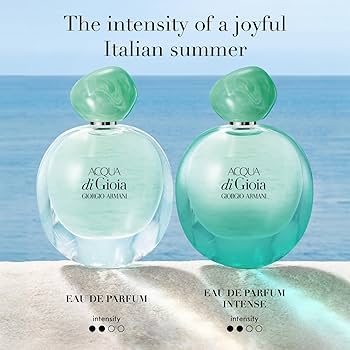 The intensity of a joyful
Italian summer
ACQUA
di Gioia
GIORGIO ARMANI
ACQUA
di Gioia
GIORGIO ARMANI
EAU DE PARFUM
EAU DE PARFUM
INTENSE
intensity
intensity